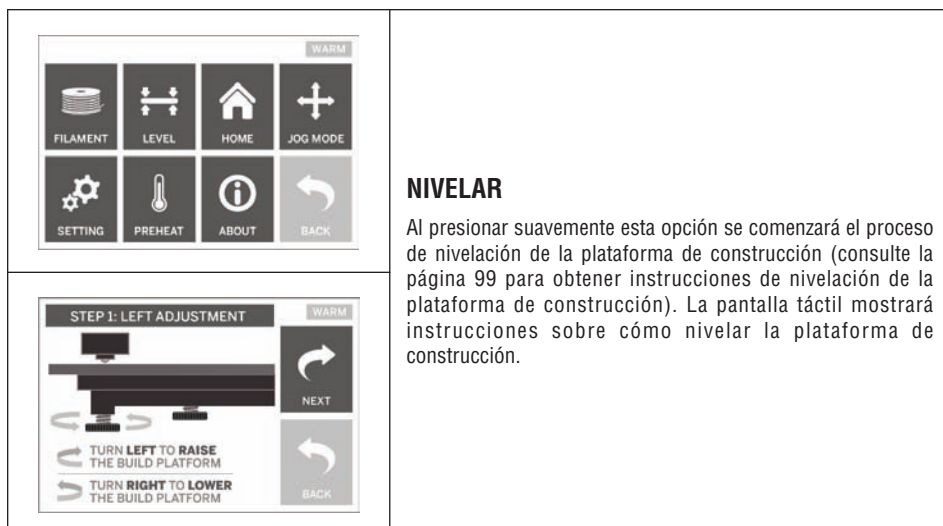 WARM
FILAMENT
LEVEL
HOME
JOG MODE
SETTING
PREHEAT
ABOUT
BACK
STEP 1: LEFT ADJUSTMENT
WARM
NEXT
TURN LEFT TO RAISE
THE BUILD PLATFORM
TURN RIGHT TO LOWER
THE BUILD PLATFORM
BACK
NIVELAR
Al presionar suavemente esta opción se comenzará el proceso
de nivelación de la plataforma de construcción (consulte la
página 99 para obtener instrucciones de nivelación de la
plataforma de construcción). La pantalla táctil mostrará
instrucciones sobre cómo nivelar la plataforma de
construcción.